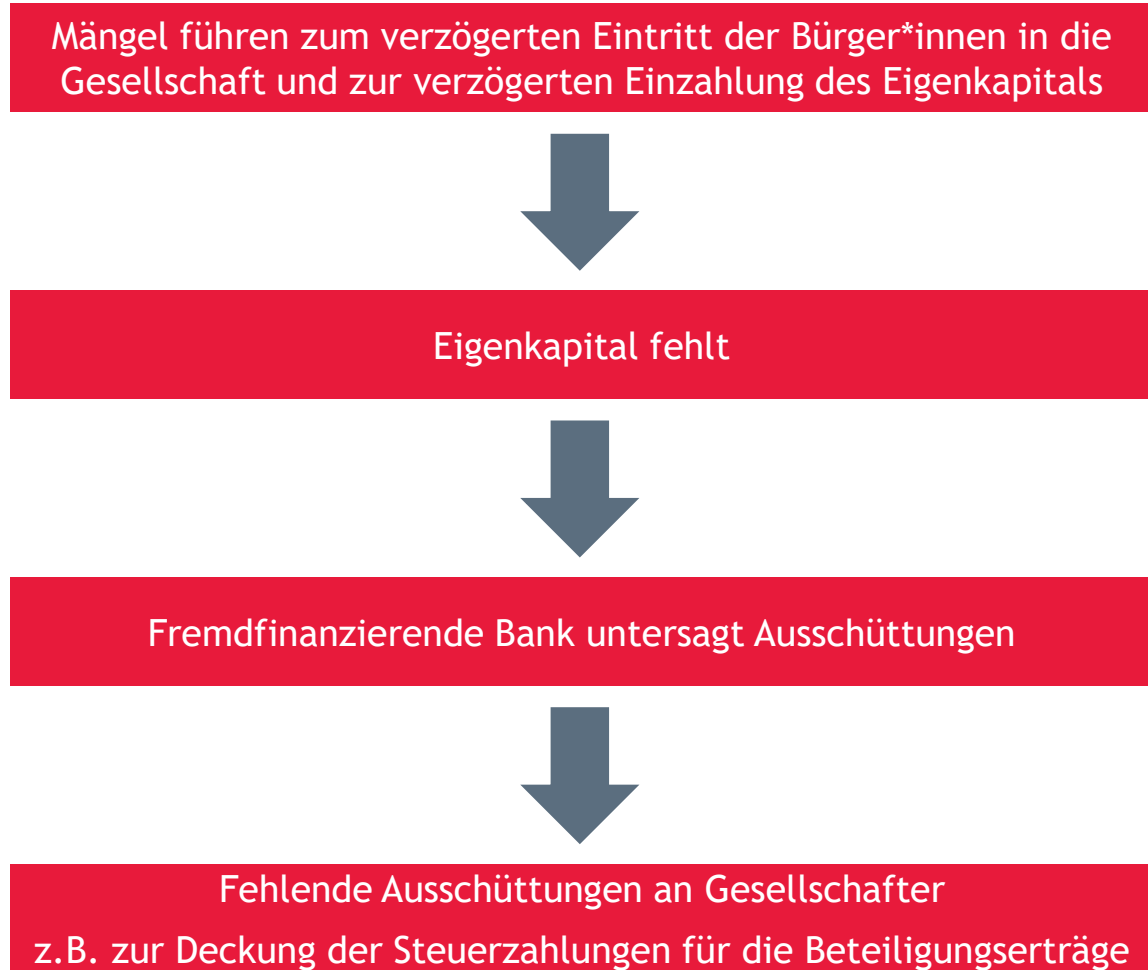 Mängel führen zum verzögerten Eintritt der Bürger*innen in die
Gesellschaft und zur verzögerten Einzahlung des Eigenkapitals
Eigenkapital fehlt
Fremdfinanzierende Bank untersagt Ausschüttungen
Fehlende Ausschüttungen an Gesellschafter
z.B. zur Deckung der Steuerzahlungen für die Beteiligungserträge